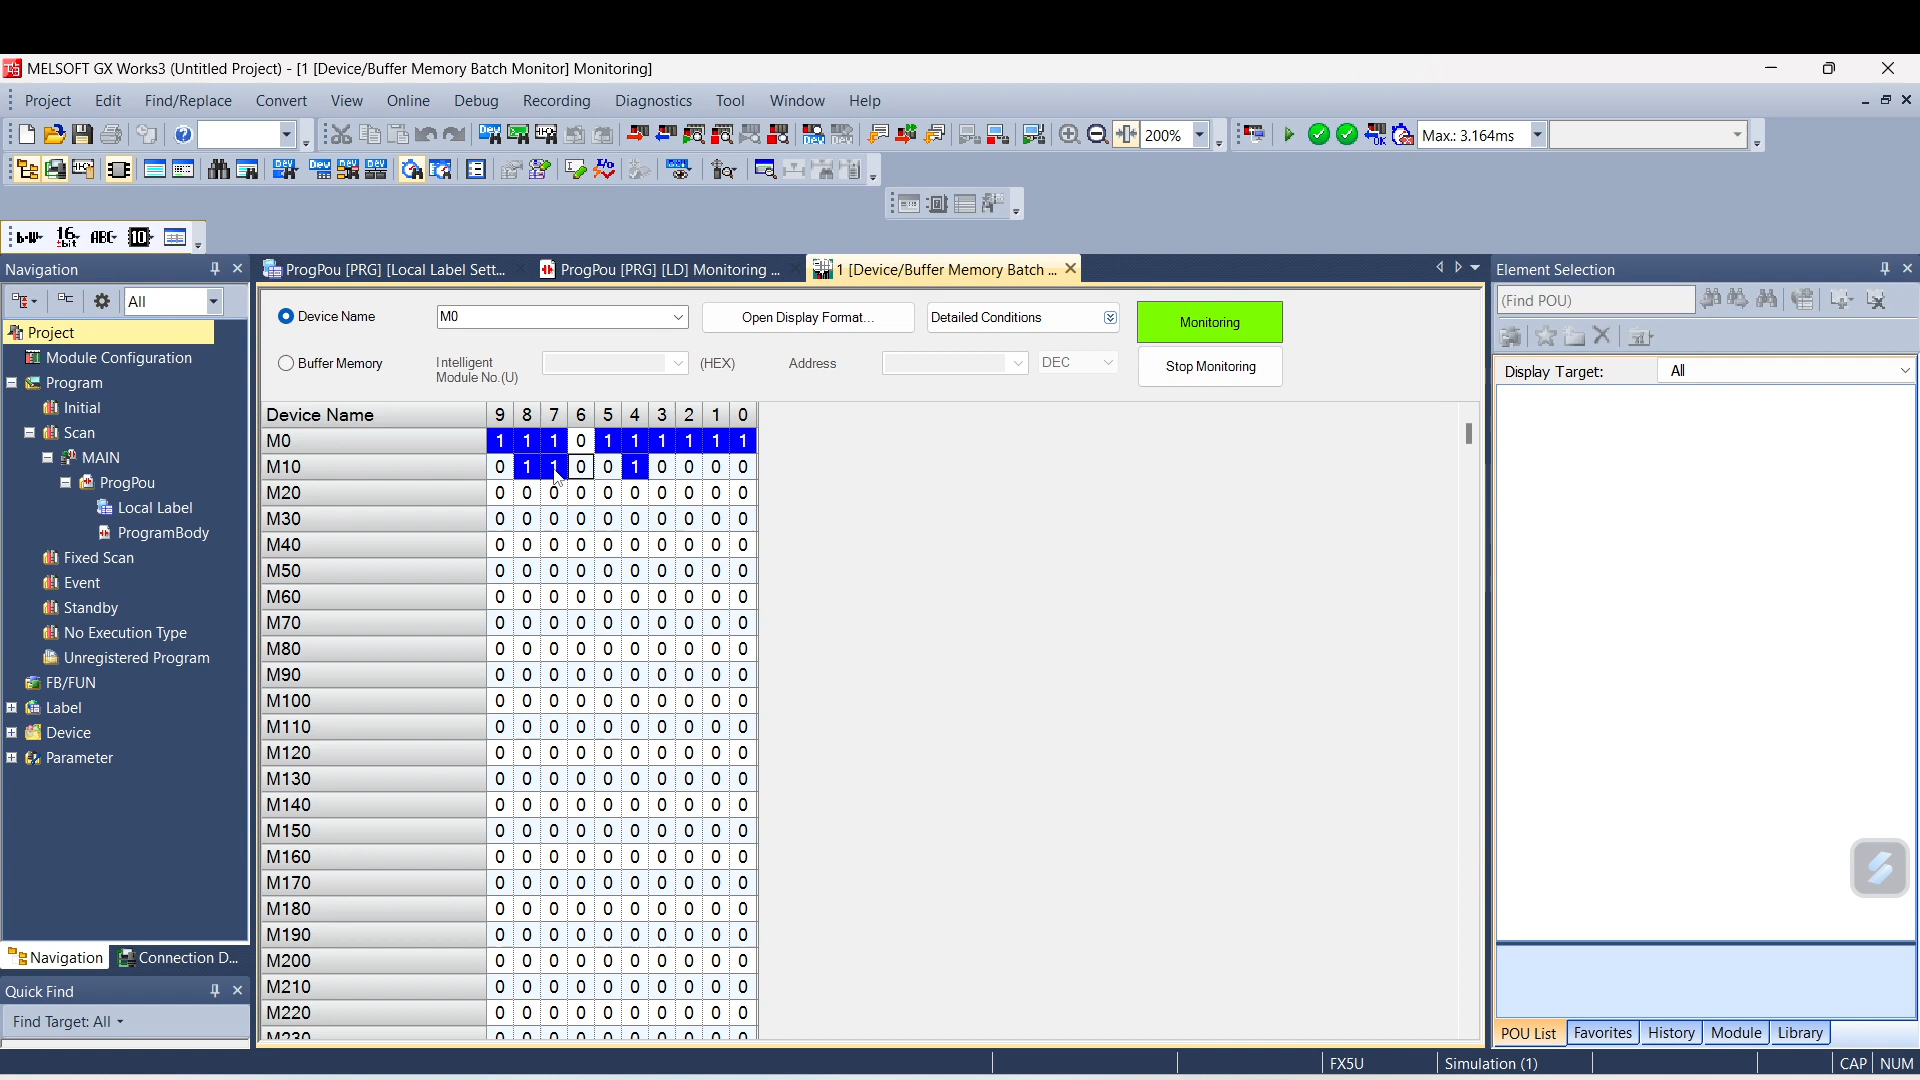 MELSOFT GX Works3 (Untitled Project) - [1 [Device/Buffer Memory Batch Monitor] Monitoring]
Project Edit Find/Replace Convert View Online Debug Recording Diagnostics Tool Window Help
200% Max.: 3.164ms
Navigation
ProgPou [PRG] [Local Label Sett... ProgPou [PRG] [LD] Monitoring ... 1 [Device/Buffer Memory Batch ...
Element Selection
All
Device Name M0 Open Display Format... Detailed Conditions Monitoring
(Find POU)
Buffer Memory Intelligent Module No.(U) (HEX) Address DEC Stop Monitoring
Display Target: All
Project
Module Configuration
Program
Initial
Scan
MAIN
ProgPou
Local Label
ProgramBody
Fixed Scan
Event
Standby
No Execution Type
Unregistered Program
FB/FUN
Label
Device
Parameter
Device Name 9 8 7 6 5 4 3 2 1 0
M0 1 1 1 0 1 1 1 1 1 1
M10 0 1 1 0 0 1 0 0 0 0
M20 0 0 0 0 0 0 0 0 0 0
M30 0 0 0 0 0 0 0 0 0 0
M40 0 0 0 0 0 0 0 0 0 0
M50 0 0 0 0 0 0 0 0 0 0
M60 0 0 0 0 0 0 0 0 0 0
M70 0 0 0 0 0 0 0 0 0 0
M80 0 0 0 0 0 0 0 0 0 0
M90 0 0 0 0 0 0 0 0 0 0
M100 0 0 0 0 0 0 0 0 0 0
M110 0 0 0 0 0 0 0 0 0 0
M120 0 0 0 0 0 0 0 0 0 0
M130 0 0 0 0 0 0 0 0 0 0
M140 0 0 0 0 0 0 0 0 0 0
M150 0 0 0 0 0 0 0 0 0 0
M160 0 0 0 0 0 0 0 0 0 0
M170 0 0 0 0 0 0 0 0 0 0
M180 0 0 0 0 0 0 0 0 0 0
M190 0 0 0 0 0 0 0 0 0 0
M200 0 0 0 0 0 0 0 0 0 0
M210 0 0 0 0 0 0 0 0 0 0
M220 0 0 0 0 0 0 0 0 0 0
M230 0 0 0 0 0 0 0 0 0 0
Navigation Connection D...
Quick Find
Find Target: All
POU List Favorites History Module Library
FX5U Simulation (1) CAP NUM